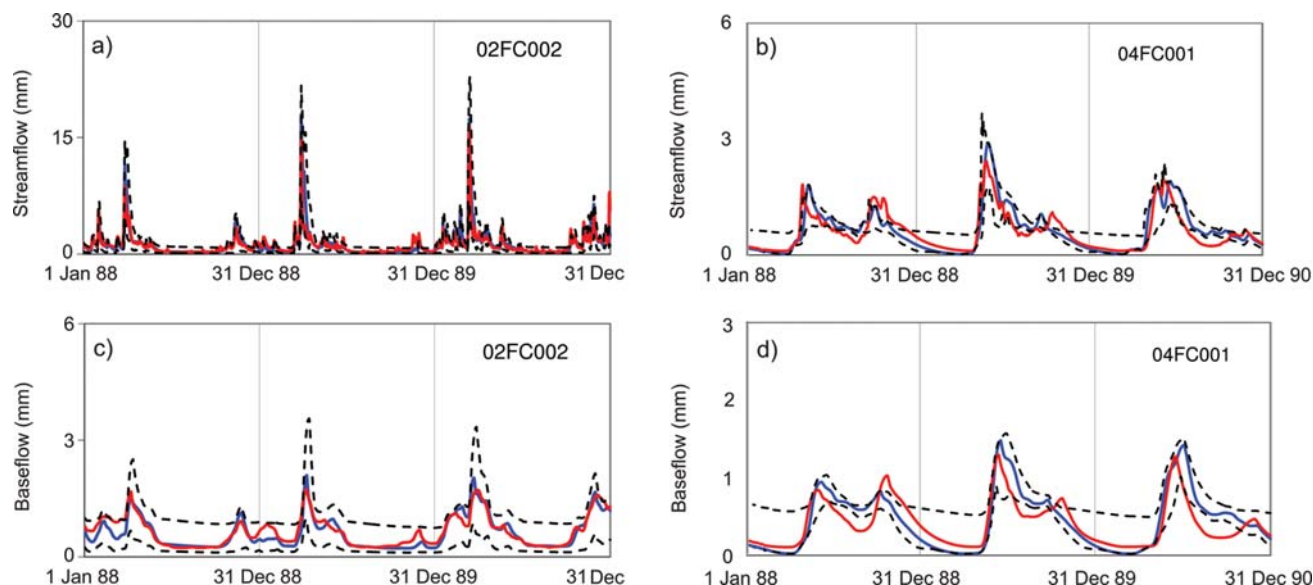 a)
02FC002
Streamflow (mm)
30
15
0
1 Jan 88
31 Dec 88
31 Dec 89
31 Dec
b)
04FC001
Streamflow (mm)
6
3
0
1 Jan 88
31 Dec 88
31 Dec 89
31 Dec 90
c)
02FC002
Baseflow (mm)
6
3
0
1 Jan 88
31 Dec 88
31 Dec 89
31 Dec
d)
04FC001
Baseflow (mm)
3
2
1
0
1 Jan 88
31 Dec 88
31 Dec 89
31 Dec 90